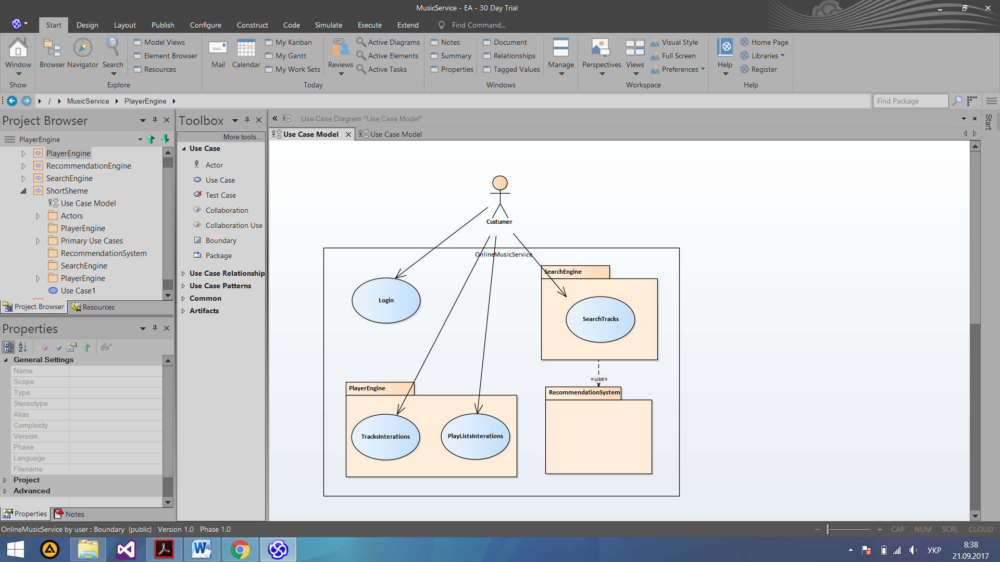 MusicService - EA - 30 Day Trial
Start Design Layout Publish Configure Construct Code Simulate Execute Extend Find Command...
Window Browser Navigator Search
Model Views
Element Browser
Resources
Mail Calendar
My Kanban
My Gantt
My Work Sets
Reviews
Active Diagrams
Active Elements
Active Tasks
Notes
Summary
Properties
Document
Relationships
Tagged Values
Manage
Perspectives Views
Visual Style
Full Screen
Preferences
Help
Home Page
Libraries
Register
Show Explore Today Windows Workspace Help
/ MusicService PlayerEngine
Find Package
Project Browser
PlayerEngine
PlayerEngine
RecommendationEngine
SearchEngine
ShortSheme
Use Case Model
Actors
PlayerEngine
Primary Use Cases
RecommendationSystem
SearchEngine
PlayerEngine
Use Case1
Project Browser Resources
Properties
General Settings
Name
Scope
Type
Stereotype
Alias
Complexity
Version
Phase
Language
Filename
Project
Advanced
Properties Notes
Toolbox
More tools...
Use Case
Actor
Use Case
Test Case
Collaboration
Collaboration Use
Boundary
Package
Use Case Relationship
Use Case Patterns
Common
Artifacts
Use Case Diagram: "Use Case Model"
Use Case Model Use Case Model
Start
Custumer
OnlineMusicService
SearchEngine
Login
SearchTracks
«use»
PlayerEngine
RecommendationSystem
TracksInterations
PlayListsInterations
OnlineMusicService by user : Boundary (public) Version 1.0 Phase 1.0
CAP NUM SCRL CLOUD
УКР
8:38
21.09.2017